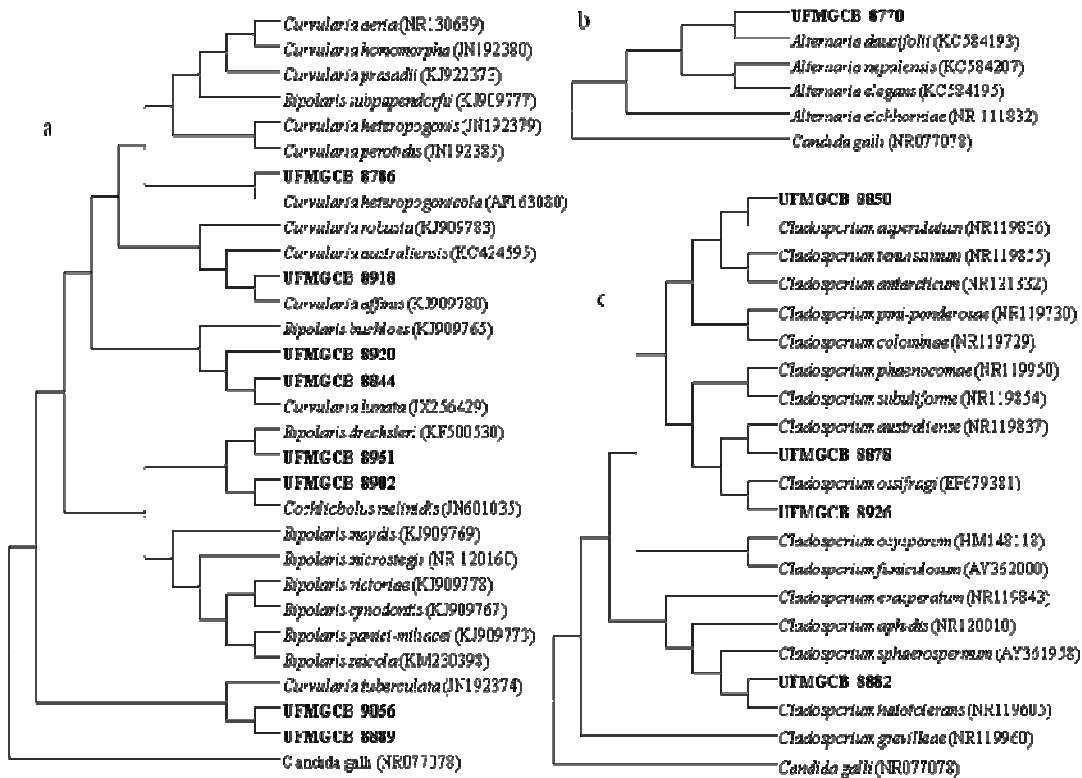 a
Curvularia aeria (NR130689)
Curvularia homomorpha (JN192380)
Curvularia prasadii (KJ922373)
Bipolaris subpapendorfii (KJ909777)
Curvularia heteropogonis (JN192379)
Curvularia perotidis (JN192385)
UFMGCB 8786
Curvularia heteropogonicola (AF163080)
Curvularia robusta (KJ909783)
Curvularia australiensis (KC424595)
UFMGCB 8918
Curvularia affinis (KJ909780)
Bipolaris buchloes (KJ909765)
UFMGCB 8920
UFMGCB 8844
Curvularia lunata (JX256429)
Bipolaris drechsleri (KF500530)
UFMGCB 8951
UFMGCB 8902
Cochliobolus melinidis (JN601035)
Bipolaris maydis (KJ909769)
Bipolaris microstegii (NR 120160)
Bipolaris victoriae (KJ909778)
Bipolaris cynodontis (KJ909767)
Bipolaris panici-miliacei (KJ909773)
Bipolaris zeicola (KM230398)
Curvularia tuberculata (JN192374)
UFMGCB 9056
UFMGCB 8889
Candida galli (NR077078)
b
UFMGCB 8770
Alternaria daucifolii (KC584193)
Alternaria nepalensis (KC584207)
Alternaria elegans (KC584195)
Alternaria eichhorniae (NR 111832)
Candida galli (NR077078)
c
UFMGCB 8850
Cladosporium asperulatum (NR119836)
Cladosporium tenuissimum (NR119855)
Cladosporium antarcticum (NR121332)
Cladosporium pini-ponderosae (NR119730)
Cladosporium colombiae (NR119729)
Cladosporium phaenocomae (NR119950)
Cladosporium subuliforme (NR119854)
Cladosporium australiense (NR119837)
UFMGCB 8878
Cladosporium ossifragi (EF679381)
UFMGCB 8926
Cladosporium oxysporum (HM148118)
Cladosporium funiculosum (AY362000)
Cladosporium exasperatum (NR119843)
Cladosporium aphidis (NR120010)
Cladosporium sphaerospermum (AY361958)
UFMGCB 8882
Cladosporium halotolerans (NR119605)
Cladosporium grevilleae (NR119960)
Candida galli (NR077078)